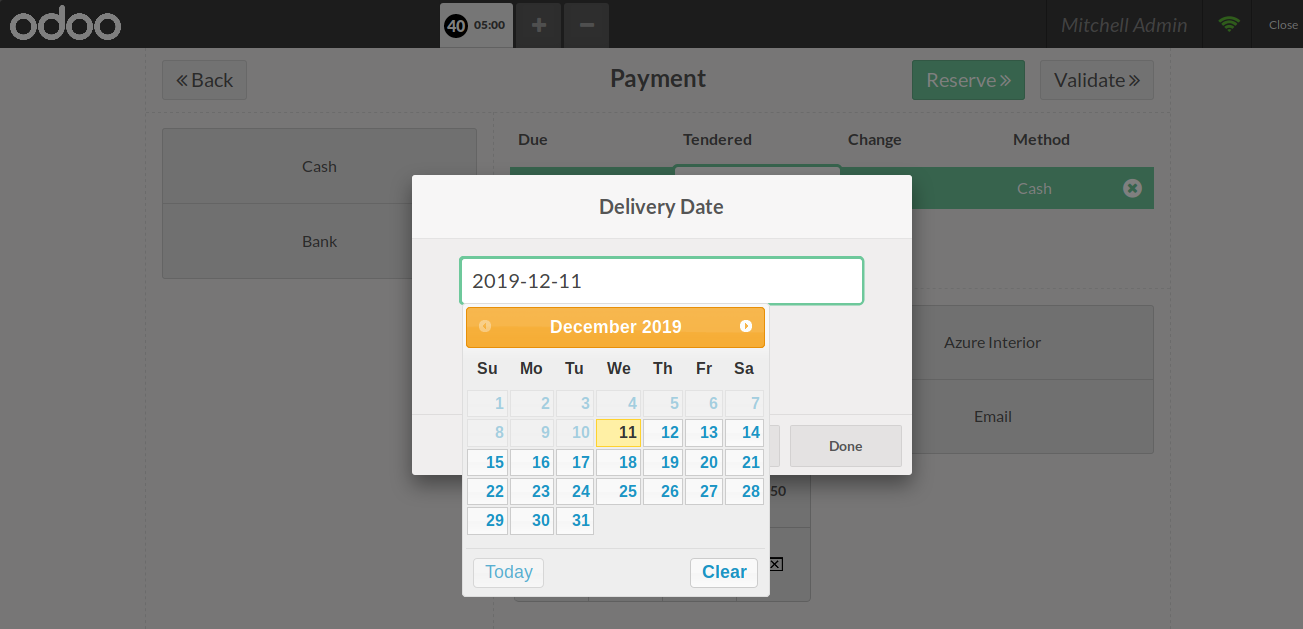 odoo
40 05:00
Mitchell Admin
Close
Back
Payment
Reserve
Validate
Cash
Bank
Due Tendered Change Method
Cash
Delivery Date
2019-12-11
December 2019
Su Mo Tu We Th Fr Sa
1 2 3 4 5 6 7
8 9 10 11 12 13 14
15 16 17 18 19 20 21
22 23 24 25 26 27 28
29 30 31
Today Clear
Done
Azure Interior
Email
50